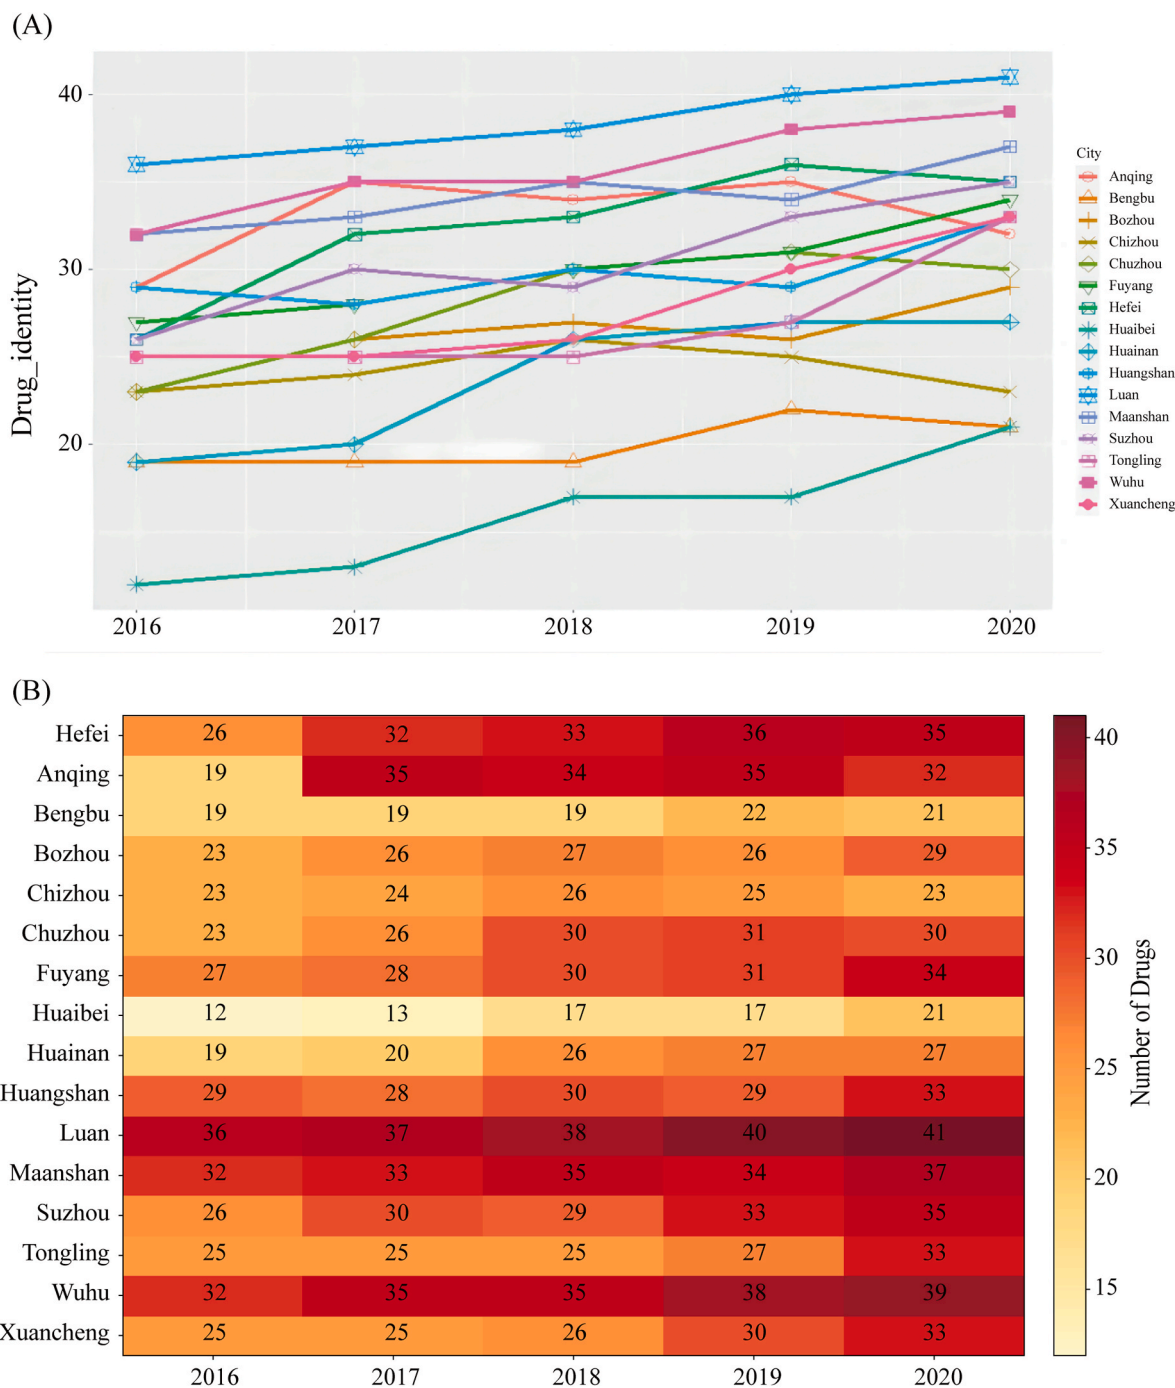 (A)
Drug_identity
40
30
20
2016 2017 2018 2019 2020
City
Anqing
Bengbu
Bozhou
Chizhou
Chuzhou
Fuyang
Hefei
Huaibei
Huainan
Huangshan
Luan
Maanshan
Suzhou
Tongling
Wuhu
Xuancheng
(B)
Hefei 26 32 33 36 35
Anqing 19 35 34 35 32
Bengbu 19 19 19 22 21
Bozhou 23 26 27 26 29
Chizhou 23 24 26 25 23
Chuzhou 23 26 30 31 30
Fuyang 27 28 30 31 34
Huaibei 12 13 17 17 21
Huainan 19 20 26 27 27
Huangshan 29 28 30 29 33
Luan 36 37 38 40 41
Maanshan 32 33 35 34 37
Suzhou 26 30 29 33 35
Tongling 25 25 25 27 33
Wuhu 32 35 35 38 39
Xuancheng 25 25 26 30 33
2016 2017 2018 2019 2020
40
35
30
25
20
15
Number of Drugs